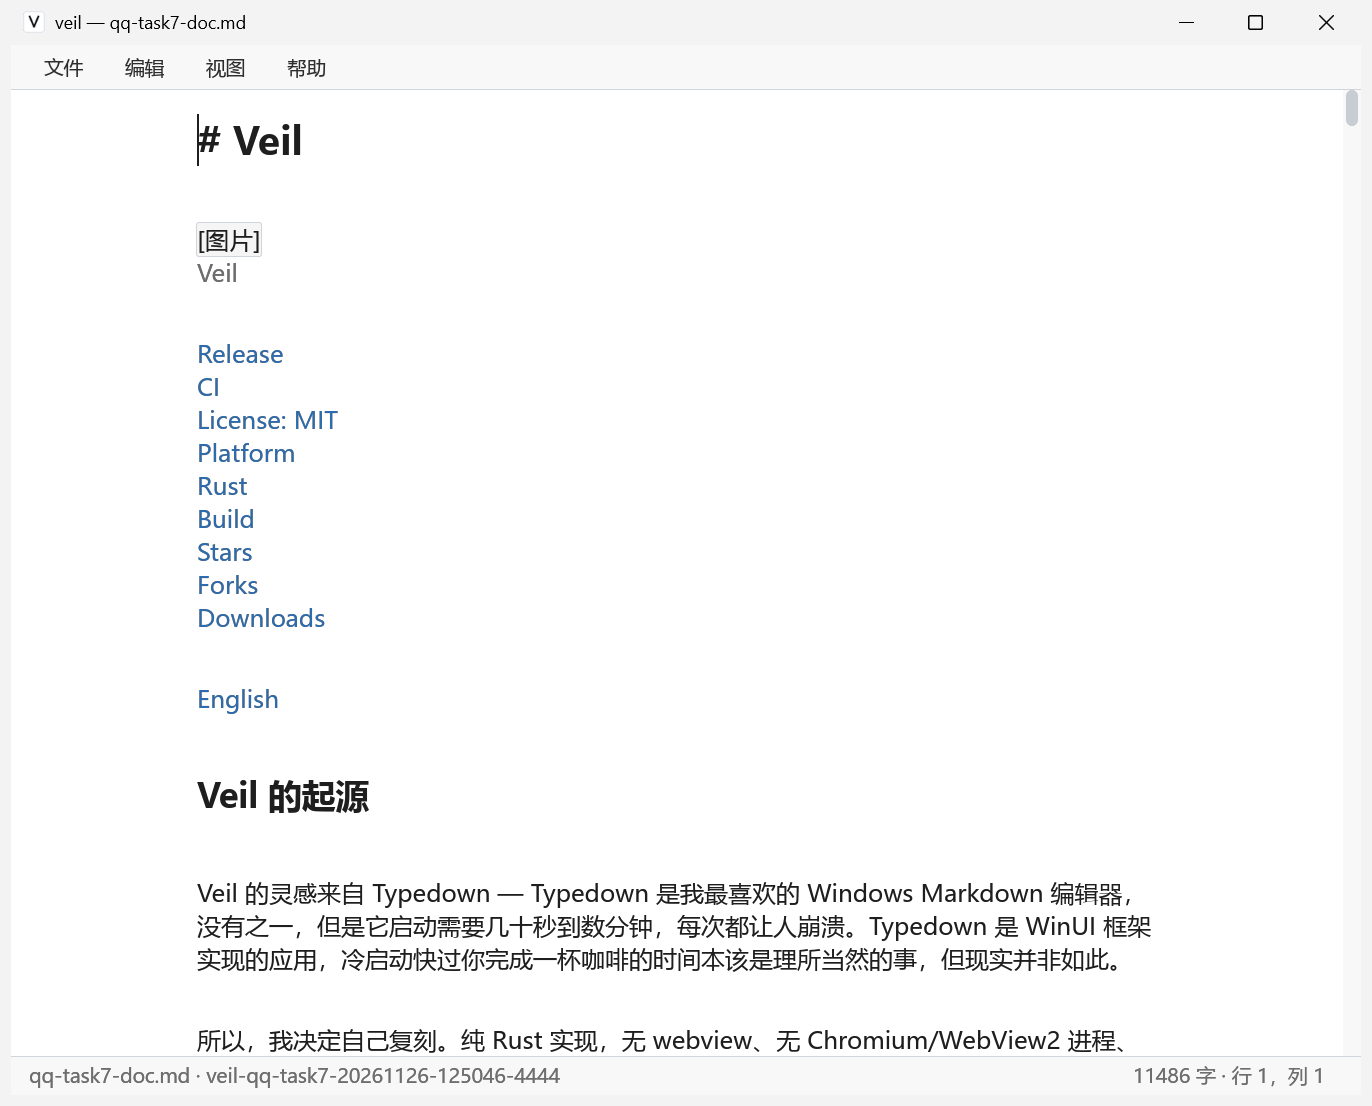 V veil — qq-task7-doc.md
文件 编辑 视图 帮助
# Veil
[图片]
Veil
Release
CI
License: MIT
Platform
Rust
Build
Stars
Forks
Downloads
English
Veil 的起源
Veil 的灵感来自 Typedown — Typedown 是我最喜欢的 Windows Markdown 编辑器，
没有之一，但是它启动需要几十秒到数分钟，每次都让人崩溃。Typedown 是 WinUI 框架
实现的应用，冷启动快过你完成一杯咖啡的时间本该是理所当然的事，但现实并非如此。
所以，我决定自己复刻。纯 Rust 实现，无 webview、无 Chromium/WebView2 进程、
qq-task7-doc.md · veil-qq-task7-20261126-125046-4444
11486 字 · 行 1，列 1